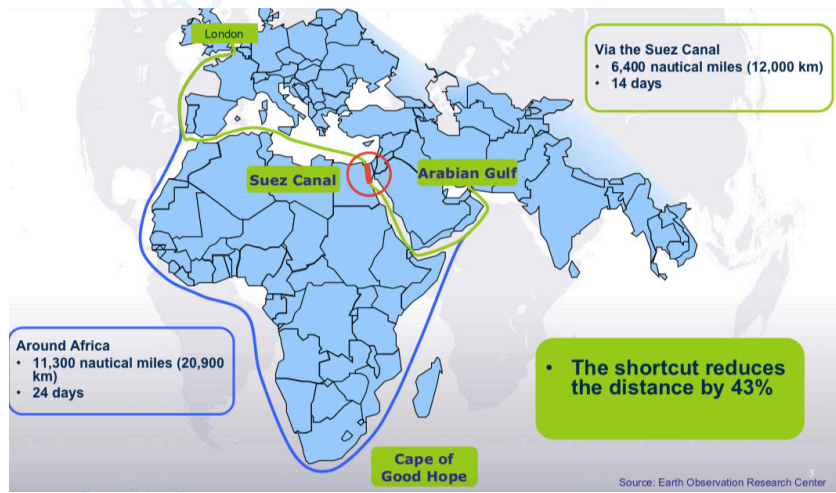 London
Via the Suez Canal
• 6,400 nautical miles (12,000 km)
• 14 days
Suez Canal
Arabian Gulf
Around Africa
• 11,300 nautical miles (20,900
km)
• 24 days
• The shortcut reduces
the distance by 43%
Cape of
Good Hope
3
Source: Earth Observation Research Center